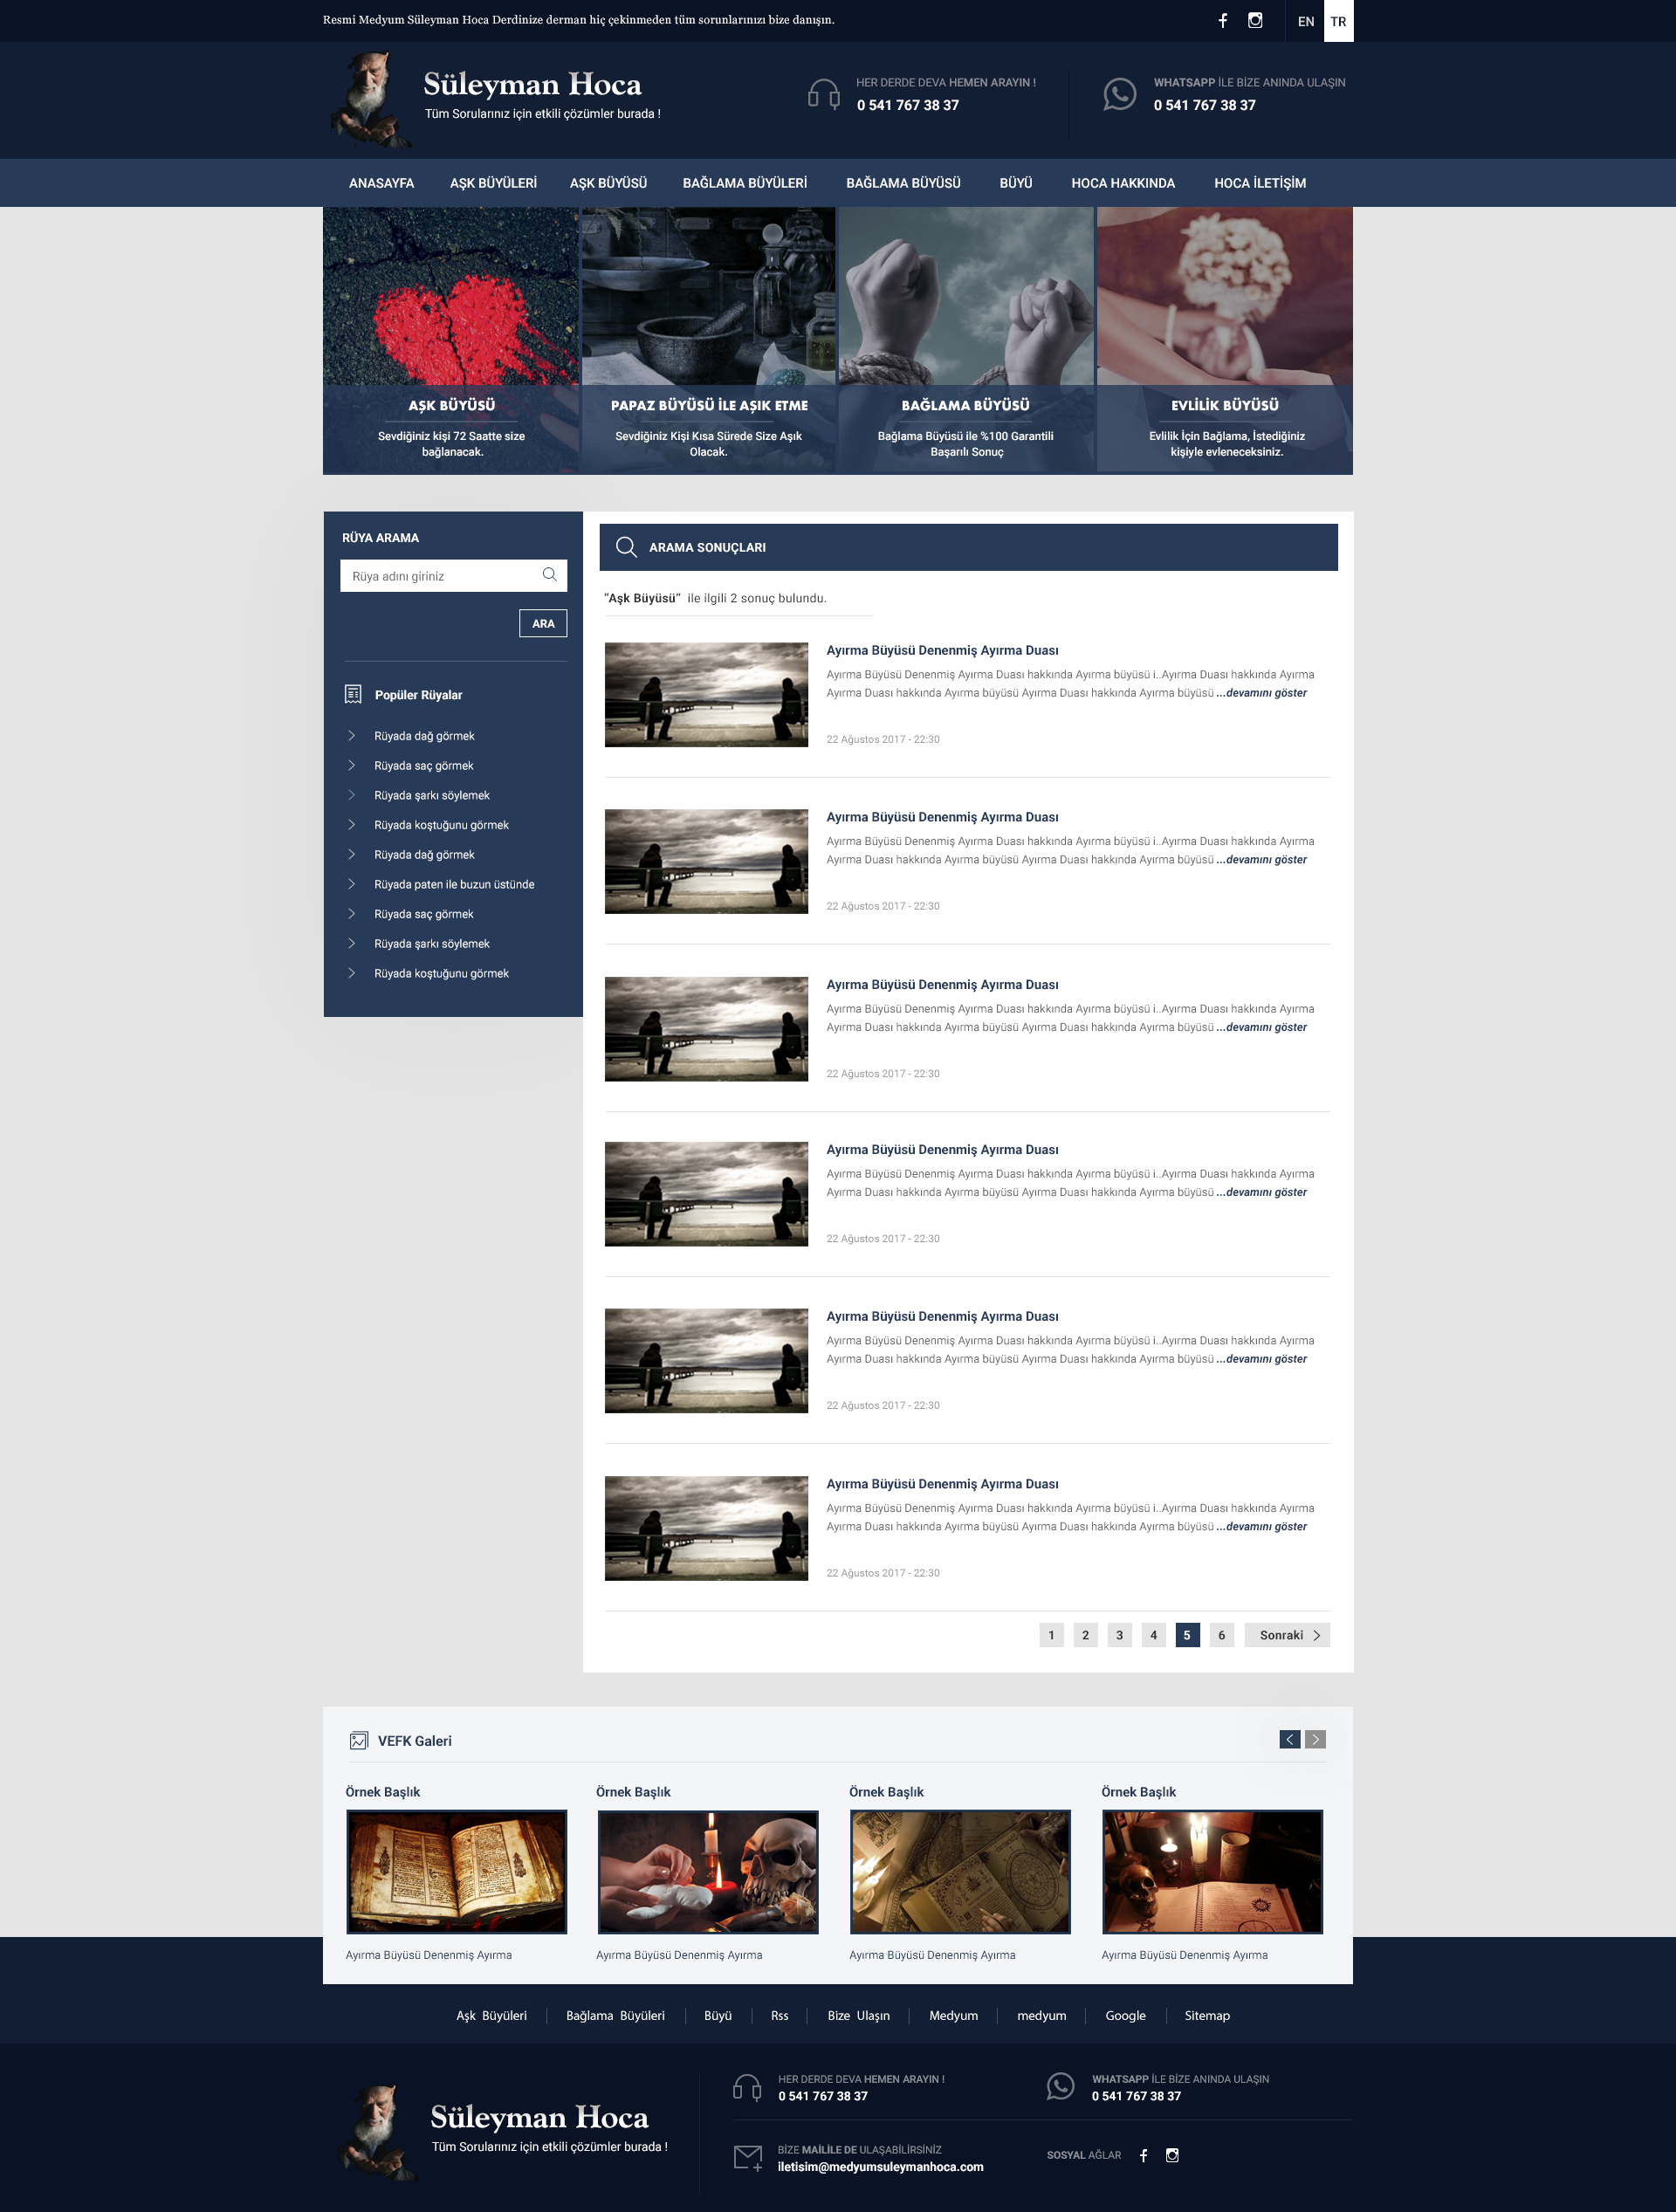 Resmi Medyum Süleyman Hoca Derdinize derman hiç çekinmeden tüm sorunlarınızı bize danışın.
EN TR
Süleyman Hoca
Tüm Sorularınız için etkili çözümler burada !
HER DERDE DEVA HEMEN ARAYIN !
0 541 767 38 37
WHATSAPP İLE BİZE ANINDA ULAŞIN
0 541 767 38 37
ANASAYFA AŞK BÜYÜLERİ AŞK BÜYÜSÜ BAĞLAMA BÜYÜLERİ BAĞLAMA BÜYÜSÜ BÜYÜ HOCA HAKKINDA HOCA İLETİŞİM
AŞK BÜYÜSÜ
Sevdiğiniz kişi 72 Saatte size
bağlanacak.
PAPAZ BÜYÜSÜ İLE AŞIK ETME
Sevdiğiniz Kişi Kısa Sürede Size Aşık
Olacak.
BAĞLAMA BÜYÜSÜ
Bağlama Büyüsü ile %100 Garantili
Başarılı Sonuç
EVLİLİK BÜYÜSÜ
Evlilik İçin Bağlama, İstediğiniz
kişiyle evleneceksiniz.
RÜYA ARAMA
Rüya adını giriniz
ARA
Popüler Rüyalar
Rüyada dağ görmek
Rüyada saç görmek
Rüyada şarkı söylemek
Rüyada koştuğunu görmek
Rüyada dağ görmek
Rüyada paten ile buzun üstünde
Rüyada saç görmek
Rüyada şarkı söylemek
Rüyada koştuğunu görmek
ARAMA SONUÇLARI
“Aşk Büyüsü” ile ilgili 2 sonuç bulundu.
Ayırma Büyüsü Denenmiş Ayırma Duası
Ayırma Büyüsü Denenmiş Ayırma Duası hakkında Ayırma büyüsü i..Ayırma Duası hakkında Ayırma
Ayırma Duası hakkında Ayırma büyüsü Ayırma Duası hakkında Ayırma büyüsü ...devamını göster
22 Ağustos 2017 - 22:30
Ayırma Büyüsü Denenmiş Ayırma Duası
Ayırma Büyüsü Denenmiş Ayırma Duası hakkında Ayırma büyüsü i..Ayırma Duası hakkında Ayırma
Ayırma Duası hakkında Ayırma büyüsü Ayırma Duası hakkında Ayırma büyüsü ...devamını göster
22 Ağustos 2017 - 22:30
Ayırma Büyüsü Denenmiş Ayırma Duası
Ayırma Büyüsü Denenmiş Ayırma Duası hakkında Ayırma büyüsü i..Ayırma Duası hakkında Ayırma
Ayırma Duası hakkında Ayırma büyüsü Ayırma Duası hakkında Ayırma büyüsü ...devamını göster
22 Ağustos 2017 - 22:30
Ayırma Büyüsü Denenmiş Ayırma Duası
Ayırma Büyüsü Denenmiş Ayırma Duası hakkında Ayırma büyüsü i..Ayırma Duası hakkında Ayırma
Ayırma Duası hakkında Ayırma büyüsü Ayırma Duası hakkında Ayırma büyüsü ...devamını göster
22 Ağustos 2017 - 22:30
Ayırma Büyüsü Denenmiş Ayırma Duası
Ayırma Büyüsü Denenmiş Ayırma Duası hakkında Ayırma büyüsü i..Ayırma Duası hakkında Ayırma
Ayırma Duası hakkında Ayırma büyüsü Ayırma Duası hakkında Ayırma büyüsü ...devamını göster
22 Ağustos 2017 - 22:30
Ayırma Büyüsü Denenmiş Ayırma Duası
Ayırma Büyüsü Denenmiş Ayırma Duası hakkında Ayırma büyüsü i..Ayırma Duası hakkında Ayırma
Ayırma Duası hakkında Ayırma büyüsü Ayırma Duası hakkında Ayırma büyüsü ...devamını göster
22 Ağustos 2017 - 22:30
1 2 3 4 5 6 Sonraki
VEFK Galeri
Örnek Başlık Örnek Başlık Örnek Başlık Örnek Başlık
Ayırma Büyüsü Denenmiş Ayırma Ayırma Büyüsü Denenmiş Ayırma Ayırma Büyüsü Denenmiş Ayırma Ayırma Büyüsü Denenmiş Ayırma
Aşk Büyüleri Bağlama Büyüleri Büyü Rss Bize Ulaşın Medyum medyum Google Sitemap
Süleyman Hoca
Tüm Sorularınız için etkili çözümler burada !
HER DERDE DEVA HEMEN ARAYIN !
0 541 767 38 37
WHATSAPP İLE BİZE ANINDA ULAŞIN
0 541 767 38 37
BİZE MAİLİLE DE ULAŞABİLİRSİNİZ
iletisim@medyumsuleymanhoca.com
SOSYAL AĞLAR